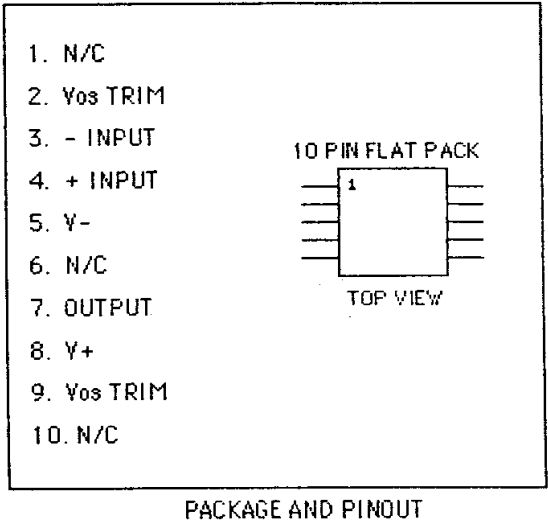 1. N/C
2. Vos TRIM
3. - INPUT
4. + INPUT
5. V-
6. N/C
7. OUTPUT
8. V+
9. Vos TRIM
10. N/C
10 PIN FLAT PACK
1
TOP VIEW
PACKAGE AND PINOUT